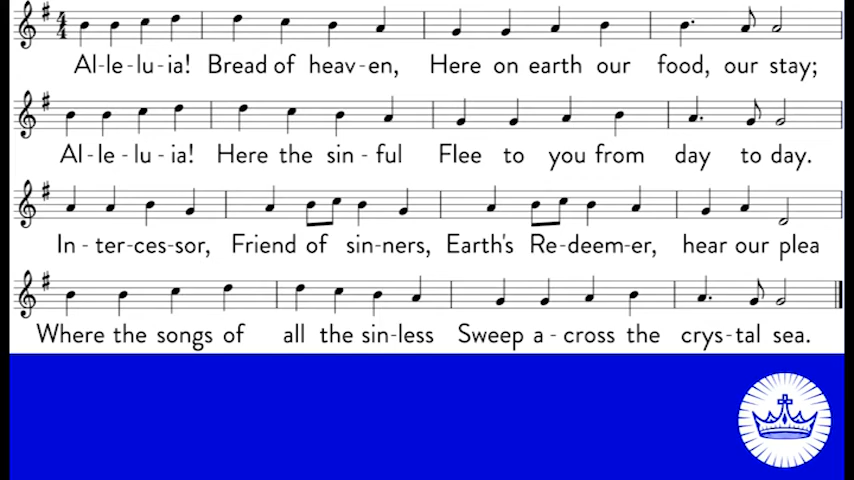 Al-le-lu-ia! Bread of heav-en, Here on earth our food, our stay;
Al-le-lu-ia! Here the sin-ful Flee to you from day to day.
In-ter-ces-sor, Friend of sin-ners, Earth's Re-deem-er, hear our plea
Where the songs of all the sin-less Sweep a-cross the crys-tal sea.